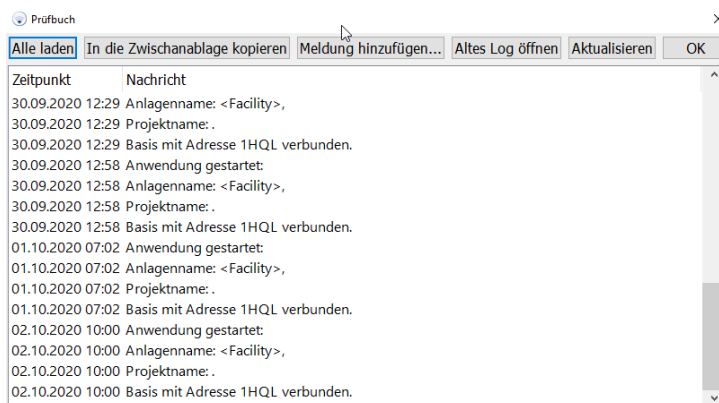 Prüfbuch
Alle laden In die Zwischanablage kopieren Meldung hinzufügen... Altes Log öffnen Aktualisieren OK
Zeitpunkt Nachricht
30.09.2020 12:29 Anlagenname: <Facility>,
30.09.2020 12:29 Projektname: .
30.09.2020 12:29 Basis mit Adresse 1HQL verbunden.
30.09.2020 12:58 Anwendung gestartet:
30.09.2020 12:58 Anlagenname: <Facility>,
30.09.2020 12:58 Projektname: .
30.09.2020 12:58 Basis mit Adresse 1HQL verbunden.
01.10.2020 07:02 Anwendung gestartet:
01.10.2020 07:02 Anlagenname: <Facility>,
01.10.2020 07:02 Projektname: .
01.10.2020 07:02 Basis mit Adresse 1HQL verbunden.
02.10.2020 10:00 Anwendung gestartet:
02.10.2020 10:00 Anlagenname: <Facility>,
02.10.2020 10:00 Projektname: .
02.10.2020 10:00 Basis mit Adresse 1HQL verbunden.